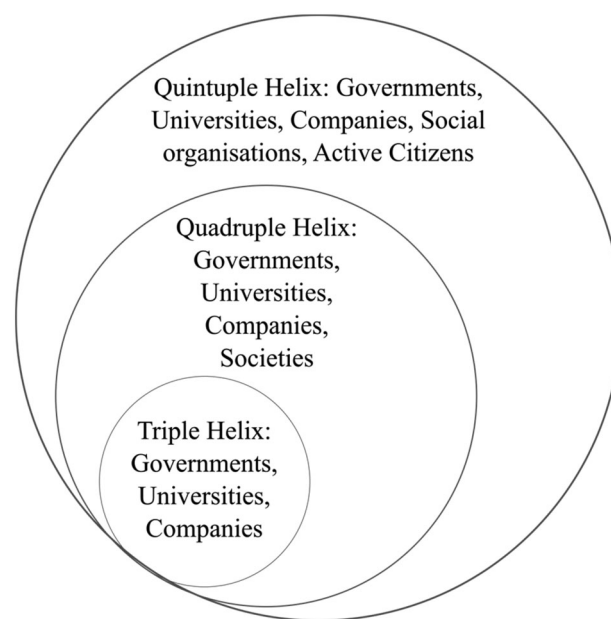 Quintuple Helix: Governments,
Universities, Companies, Social
organisations, Active Citizens
Quadruple Helix:
Governments,
Universities,
Companies,
Societies
Triple Helix:
Governments,
Universities,
Companies